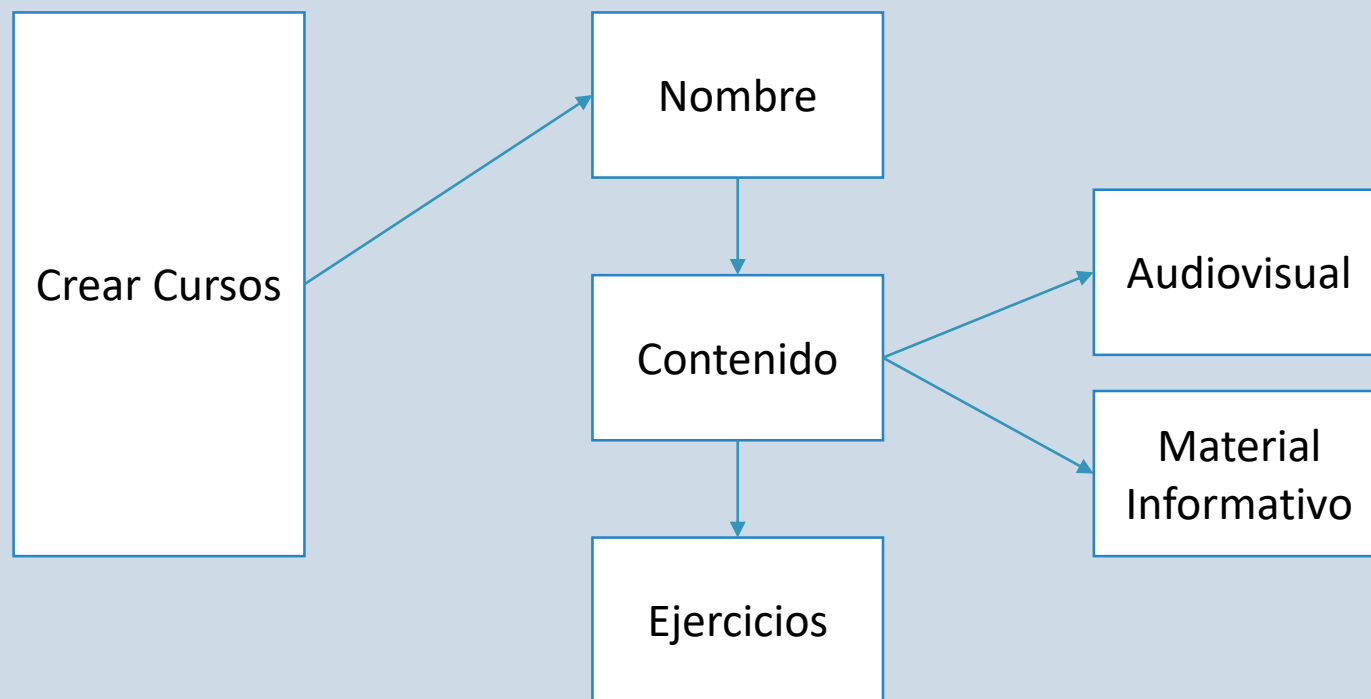 Crear Cursos
Nombre
Contenido
Ejercicios
Audiovisual
Material
Informativo